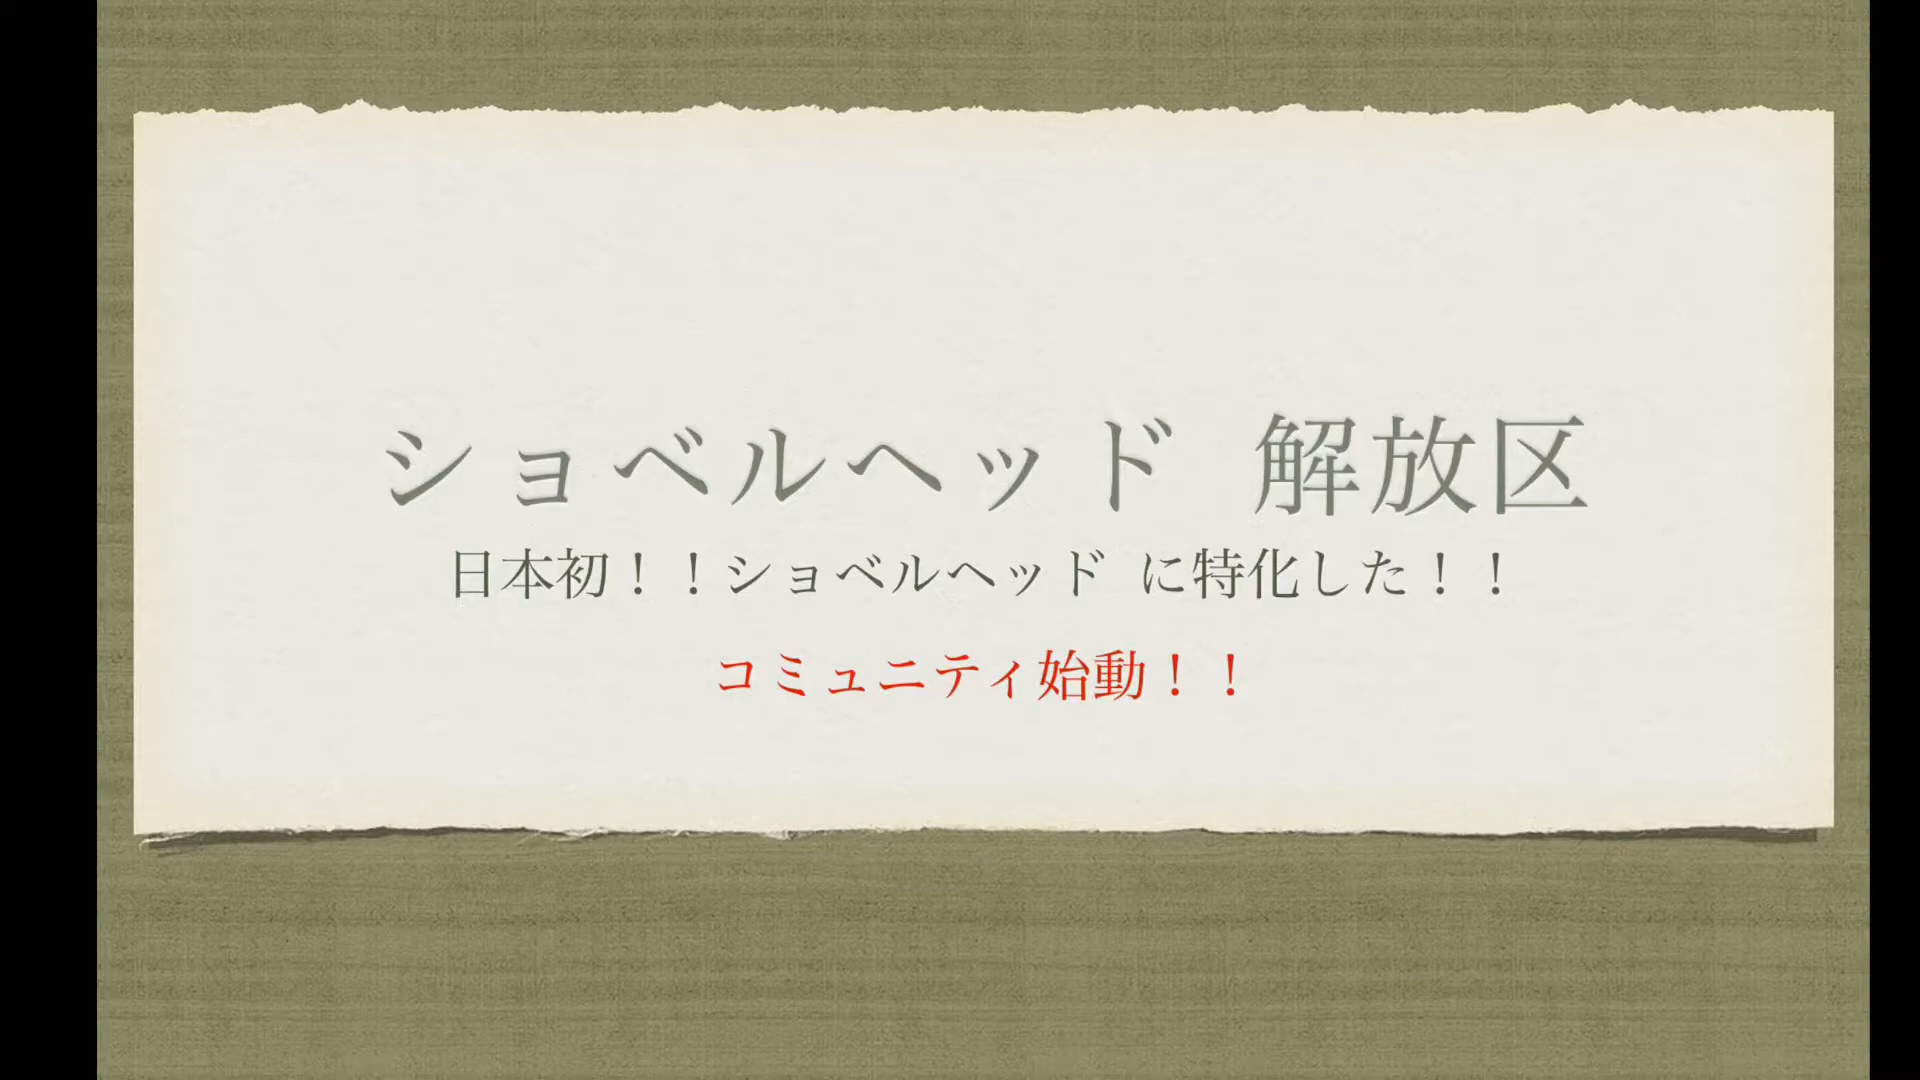 ショベルヘッド 解放区
日本初！！ショベルヘッド に特化した！！
コミュニティ始動！！